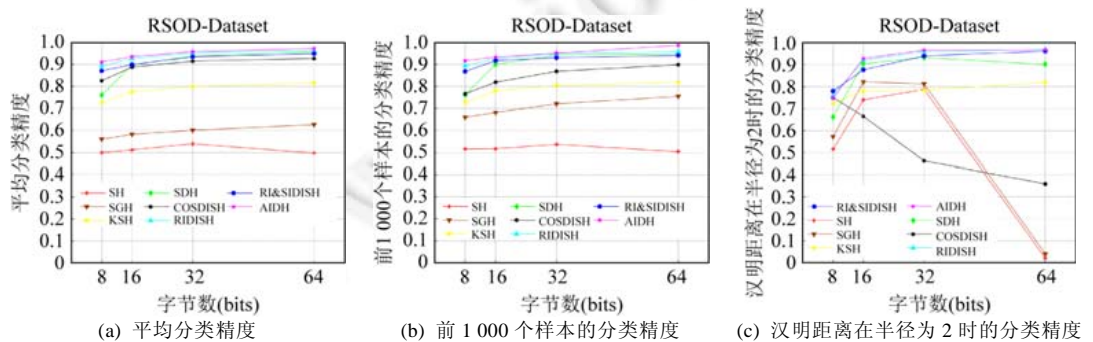 RSOD-Dataset
平均分类精度
1.0
0.9
0.8
0.7
0.6
0.5
0.4
0.3
0.2
0.1
0
SH
SGH
KSH
SDH
COSDISH
RIDISH
RI&SIDISH
AIDH
8 16 32 64
字节数(bits)
(a) 平均分类精度
RSOD-Dataset
前1 000个样本的分类精度
1.0
0.9
0.8
0.7
0.6
0.5
0.4
0.3
0.2
0.1
0
SH
SGH
KSH
SDH
COSDISH
RIDISH
RI&SIDISH
AIDH
8 16 32 64
字节数(bits)
(b) 前 1 000 个样本的分类精度
RSOD-Dataset
汉明距离在半径为2时的分类精度
1.0
0.9
0.8
0.7
0.6
0.5
0.4
0.3
0.2
0.1
0
RI&SIDISH
SH
SGH
KSH
AIDH
SDH
COSDISH
RIDISH
8 16 32 64
字节数(bits)
(c) 汉明距离在半径为 2 时的分类精度